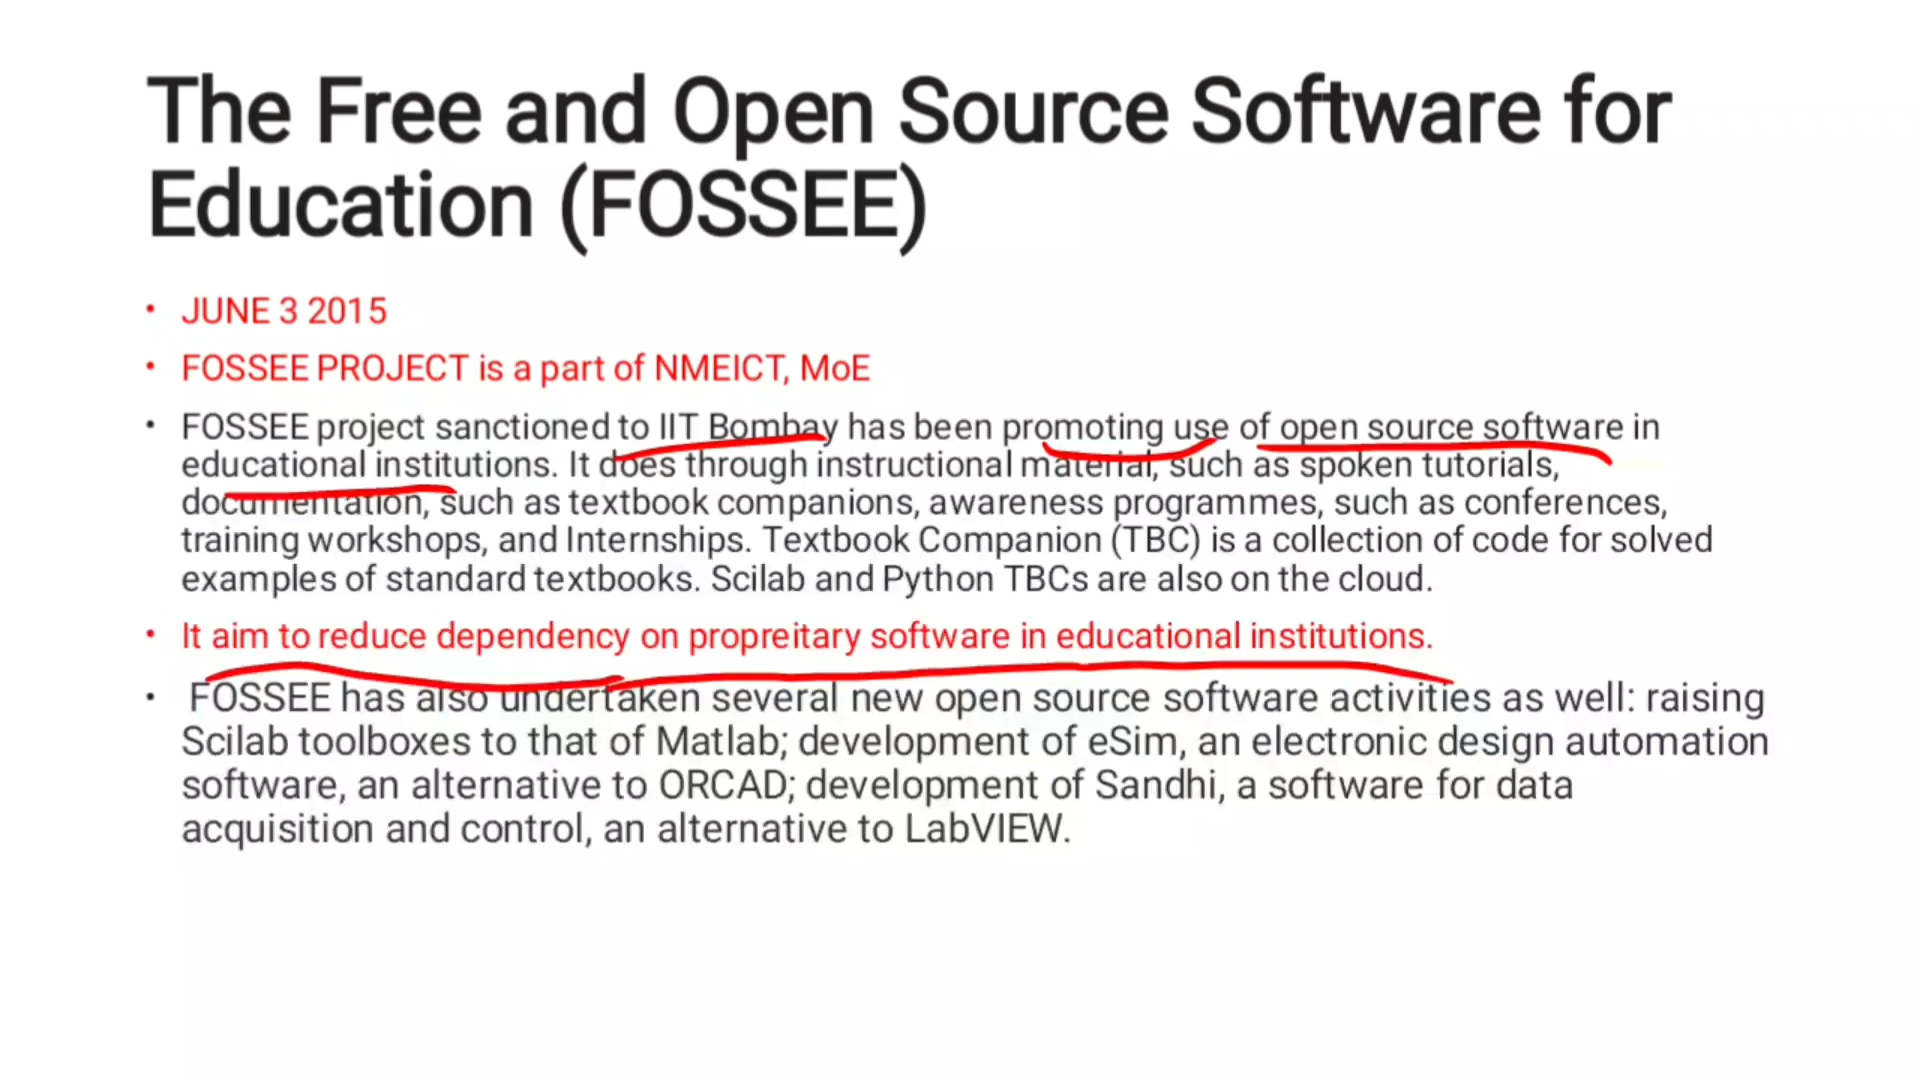 The Free and Open Source Software for
Education (FOSSEE)
• JUNE 3 2015
• FOSSEE PROJECT is a part of NMEICT, MoE
• FOSSEE project sanctioned to IIT Bombay has been promoting use of open source software in
educational institutions. It does through instructional material, such as spoken tutorials,
documentation, such as textbook companions, awareness programmes, such as conferences,
training workshops, and Internships. Textbook Companion (TBC) is a collection of code for solved
examples of standard textbooks. Scilab and Python TBCs are also on the cloud.
• It aim to reduce dependency on propreitary software in educational institutions.
• FOSSEE has also undertaken several new open source software activities as well: raising
Scilab toolboxes to that of Matlab; development of eSim, an electronic design automation
software, an alternative to ORCAD; development of Sandhi, a software for data
acquisition and control, an alternative to LabVIEW.